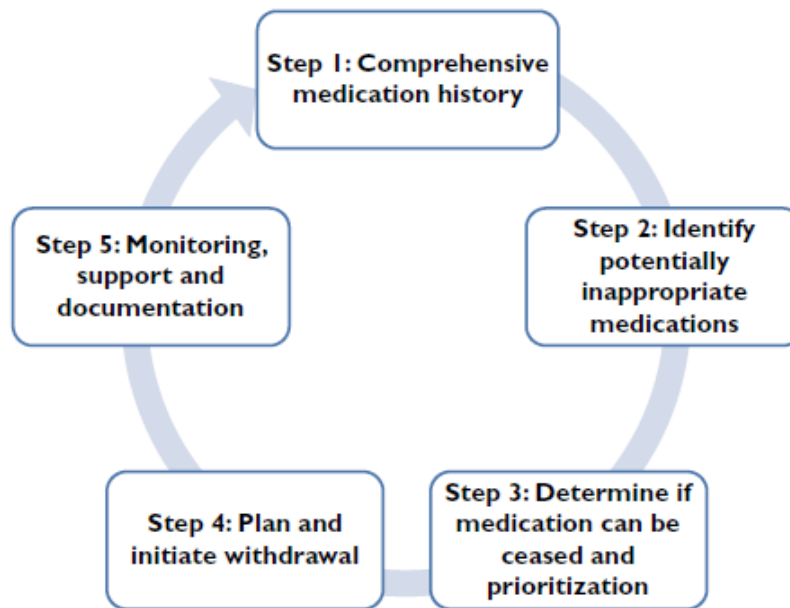 Step 1: Comprehensive
medication history
Step 2: Identify
potentially
inappropriate
medications
Step 3: Determine if
medication can be
ceased and
prioritization
Step 4: Plan and
initiate withdrawal
Step 5: Monitoring,
support and
documentation